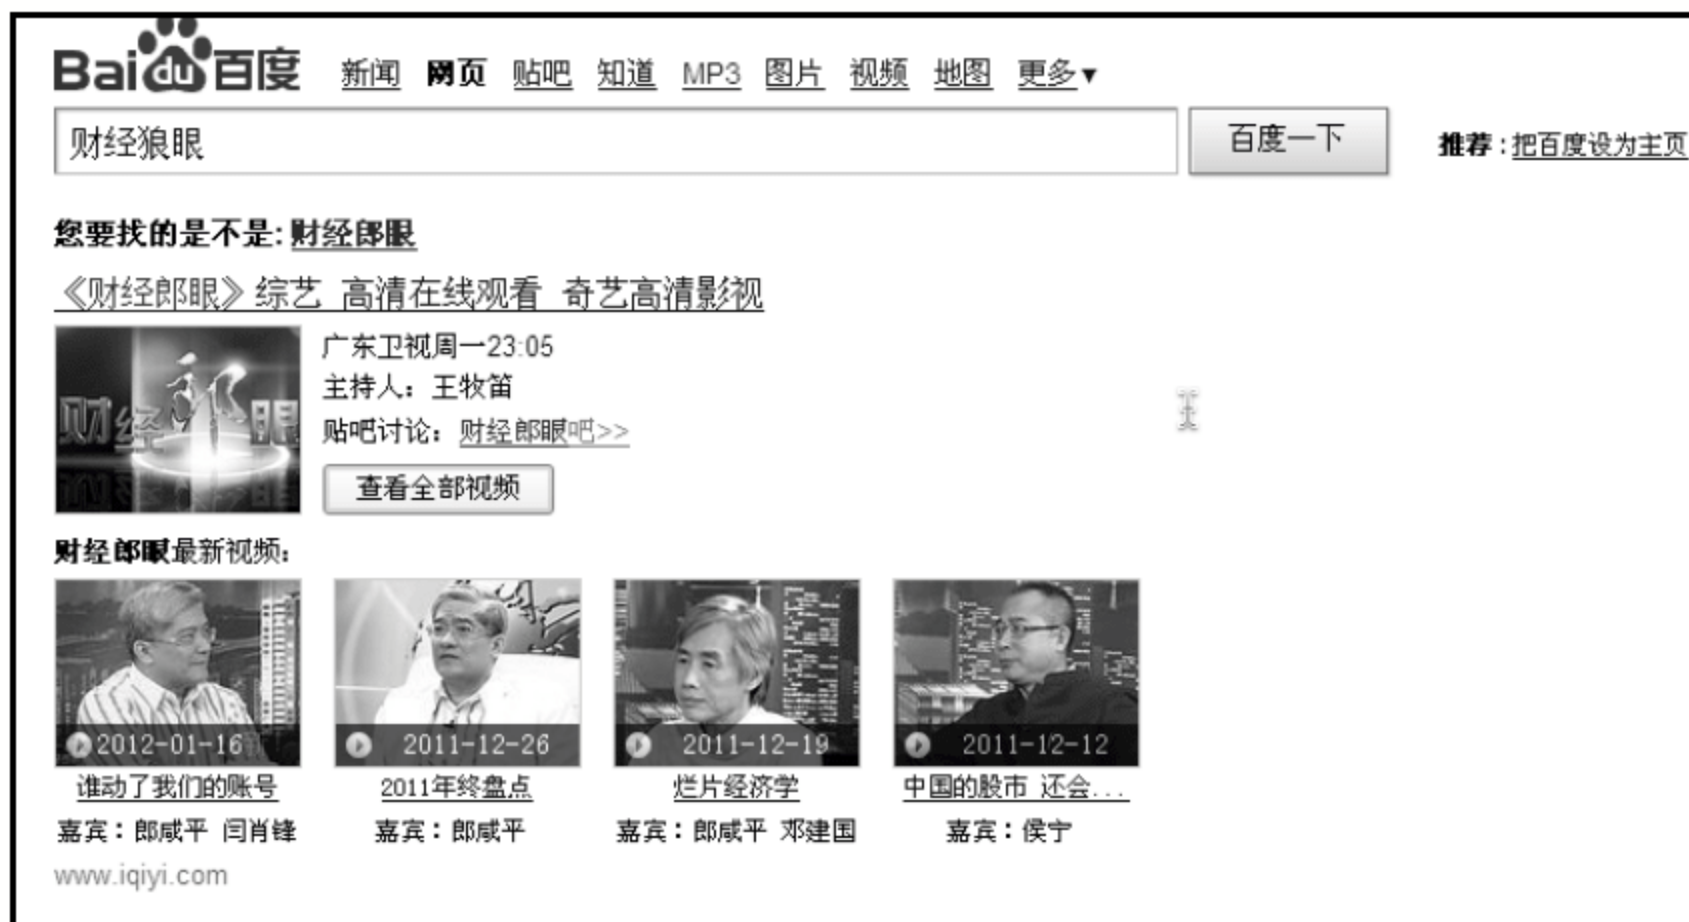 Bai du 百度 新闻 网页 贴吧 知道 MP3 图片 视频 地图 更多▼
财经狼眼 百度一下 推荐：把百度设为主页
您要找的是不是: 财经郎眼
《财经郎眼》综艺_高清在线观看_奇艺高清影视
财经郎眼
广东卫视周一23:05
主持人：王牧笛
贴吧讨论：财经郎眼吧>>
查看全部视频
财经郎眼最新视频：
2012-01-16 2011-12-26 2011-12-19 2011-12-12
谁动了我们的账号 2011年终盘点 烂片经济学 中国的股市 还会...
嘉宾：郎咸平 闫肖锋 嘉宾：郎咸平 嘉宾：郎咸平 邓建国 嘉宾：侯宁
www.iqiyi.com